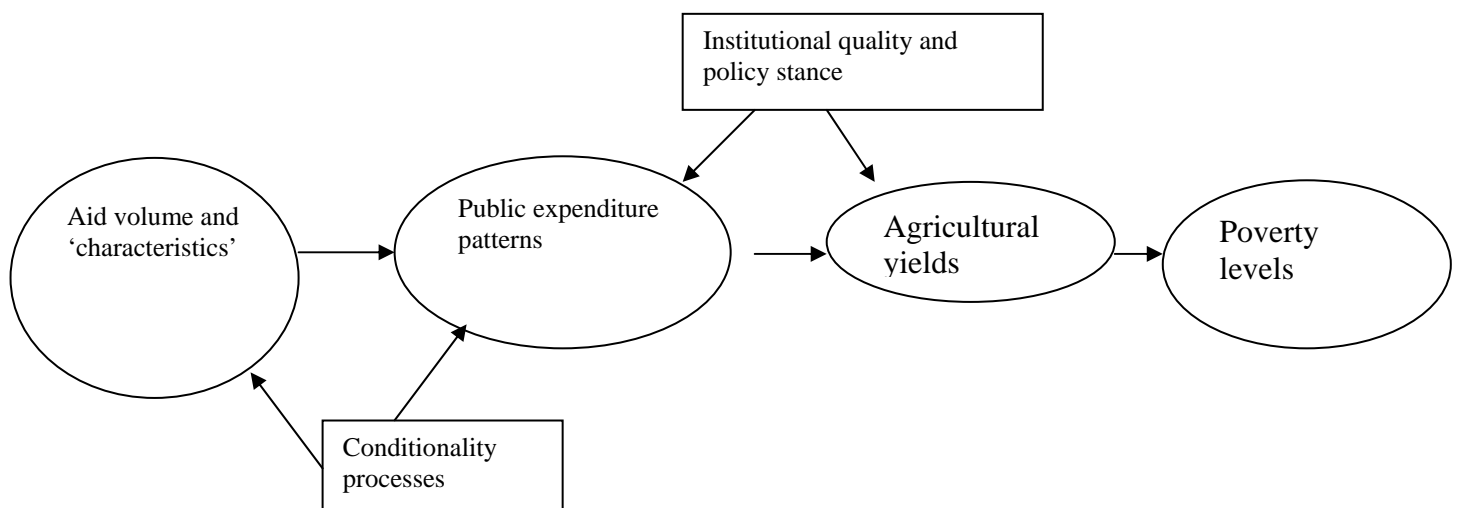 Institutional quality and
policy stance
Aid volume and
‘characteristics’
Public expenditure
patterns
Agricultural
yields
Poverty
levels
Conditionality
processes